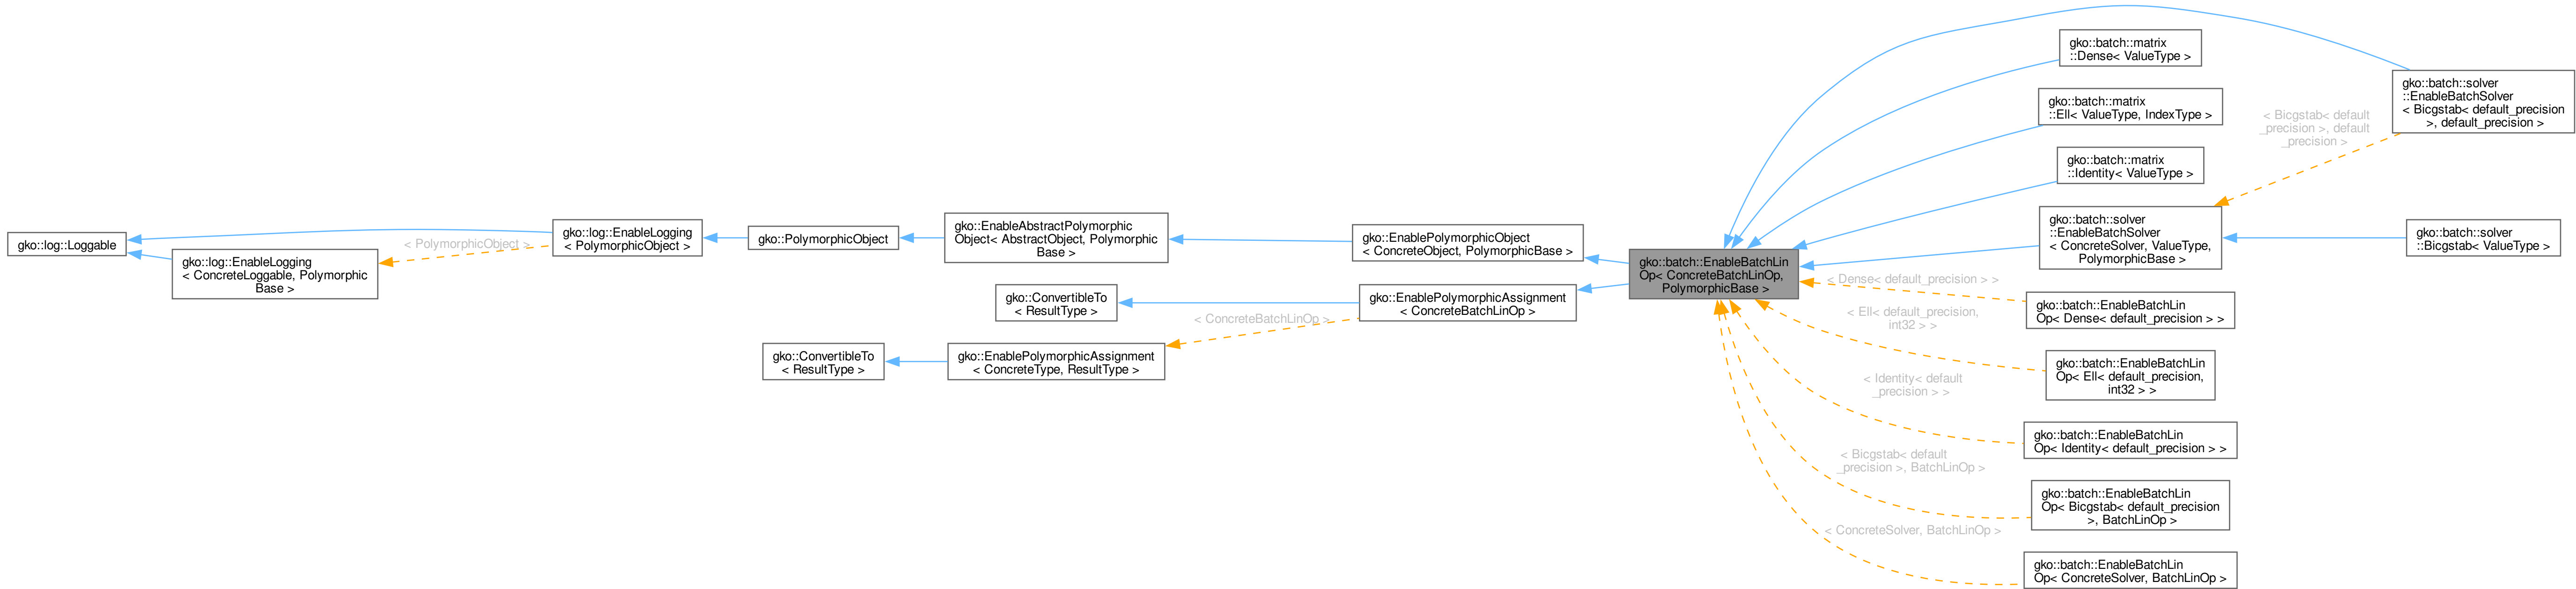 gko::log::Loggable
gko::log::EnableLogging
< ConcreteLoggable, Polymorphic
Base >
< PolymorphicObject >
gko::log::EnableLogging
< PolymorphicObject >
gko::PolymorphicObject
gko::EnableAbstractPolymorphic
Object< AbstractObject, Polymorphic
Base >
gko::ConvertibleTo
< ResultType >
gko::ConvertibleTo
< ResultType >
gko::EnablePolymorphicAssignment
< ConcreteType, ResultType >
< ConcreteBatchLinOp >
gko::EnablePolymorphicObject
< ConcreteObject, PolymorphicBase >
gko::EnablePolymorphicAssignment
< ConcreteBatchLinOp >
gko::batch::EnableBatchLin
Op< ConcreteBatchLinOp,
PolymorphicBase >
gko::batch::matrix
::Dense< ValueType >
gko::batch::matrix
::Ell< ValueType, IndexType >
gko::batch::matrix
::Identity< ValueType >
gko::batch::solver
::EnableBatchSolver
< ConcreteSolver, ValueType,
PolymorphicBase >
< Dense< default_precision > >
gko::batch::EnableBatchLin
Op< Dense< default_precision > >
< Ell< default_precision,
int32 > >
gko::batch::EnableBatchLin
Op< Ell< default_precision,
int32 > >
< Identity< default
_precision > >
gko::batch::EnableBatchLin
Op< Identity< default_precision > >
< Bicgstab< default
_precision >, BatchLinOp >
gko::batch::EnableBatchLin
Op< Bicgstab< default_precision
>, BatchLinOp >
< ConcreteSolver, BatchLinOp >
gko::batch::EnableBatchLin
Op< ConcreteSolver, BatchLinOp >
< Bicgstab< default
_precision >, default
_precision >
gko::batch::solver
::EnableBatchSolver
< Bicgstab< default_precision
>, default_precision >
gko::batch::solver
::Bicgstab< ValueType >